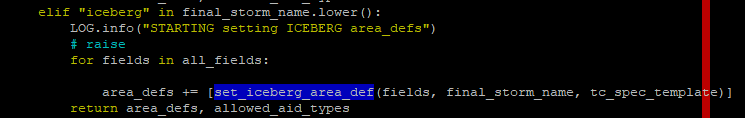 elif "iceberg" in final_storm_name.lower():
LOG.info("STARTING setting ICEBERG area_defs")
# raise
for fields in all_fields:
area_defs += [set_iceberg_area_def(fields, final_storm_name, tc_spec_template)]
return area_defs, allowed_aid_types